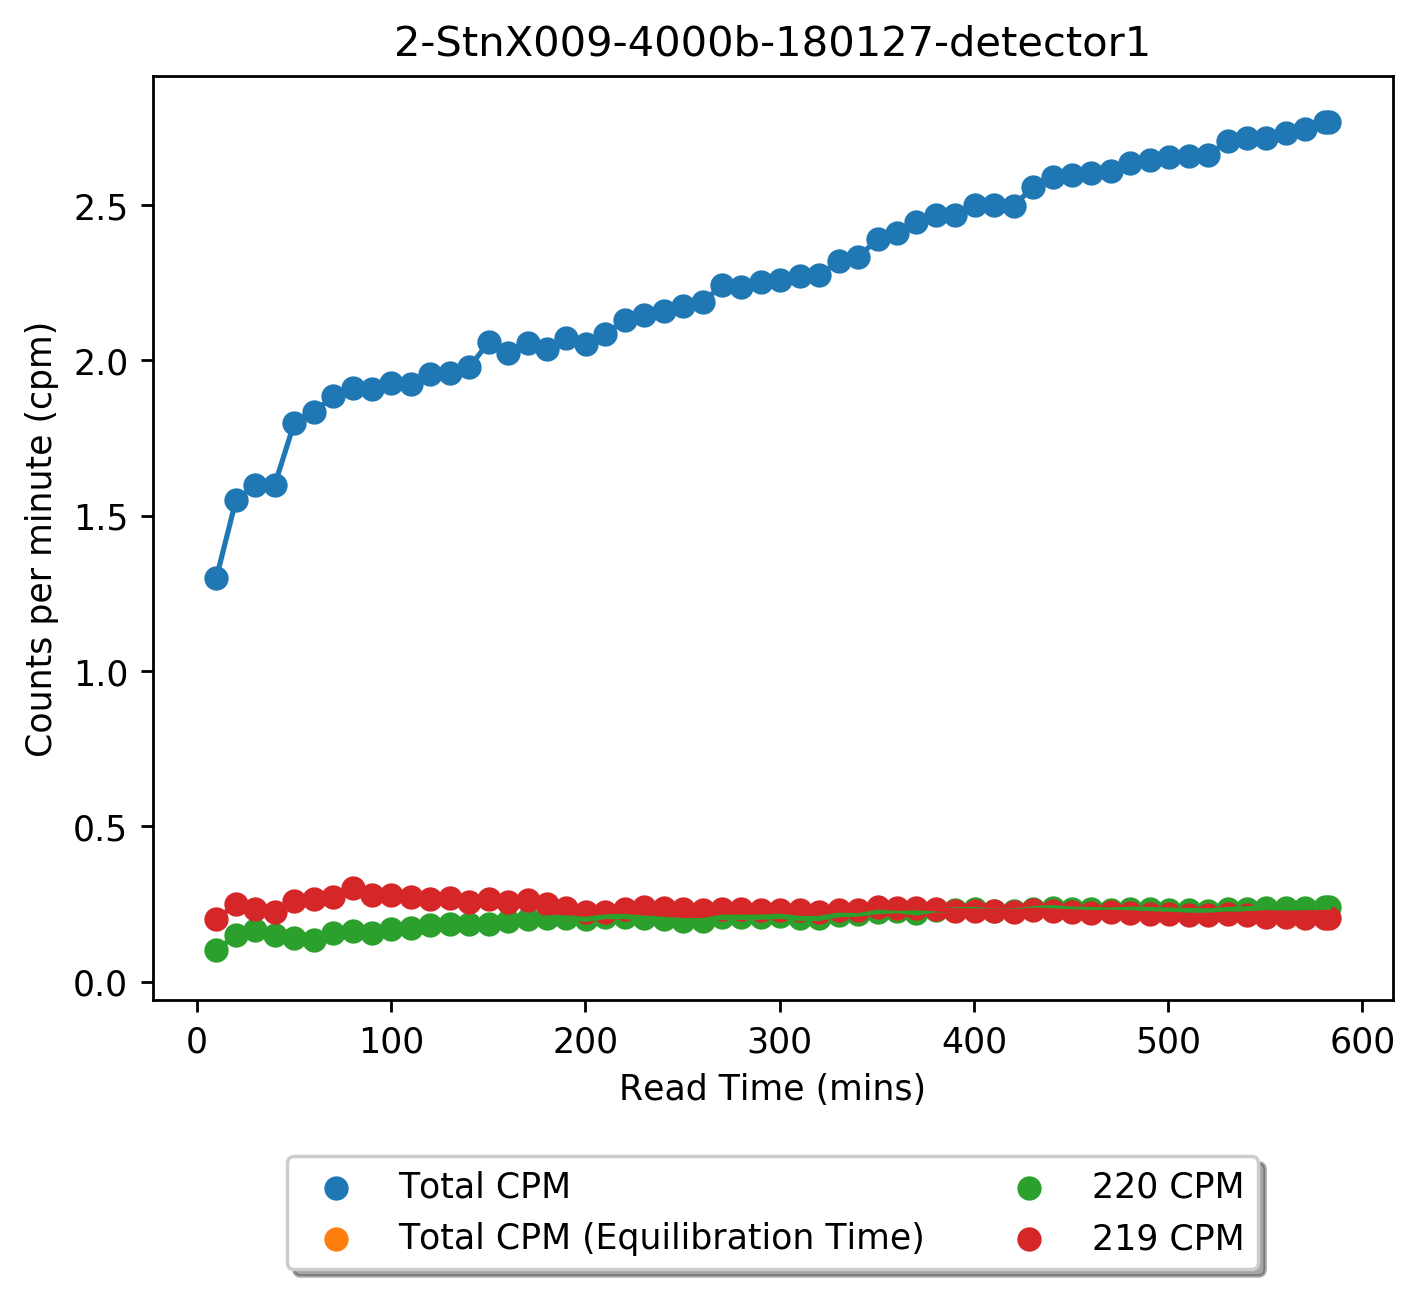 2-StnX009-4000b-180127-detector1
Counts per minute (cpm)
2.5
2.0
1.5
1.0
0.5
0.0
0 100 200 300 400 500 600
Read Time (mins)
Total CPM
Total CPM (Equilibration Time)
220 CPM
219 CPM